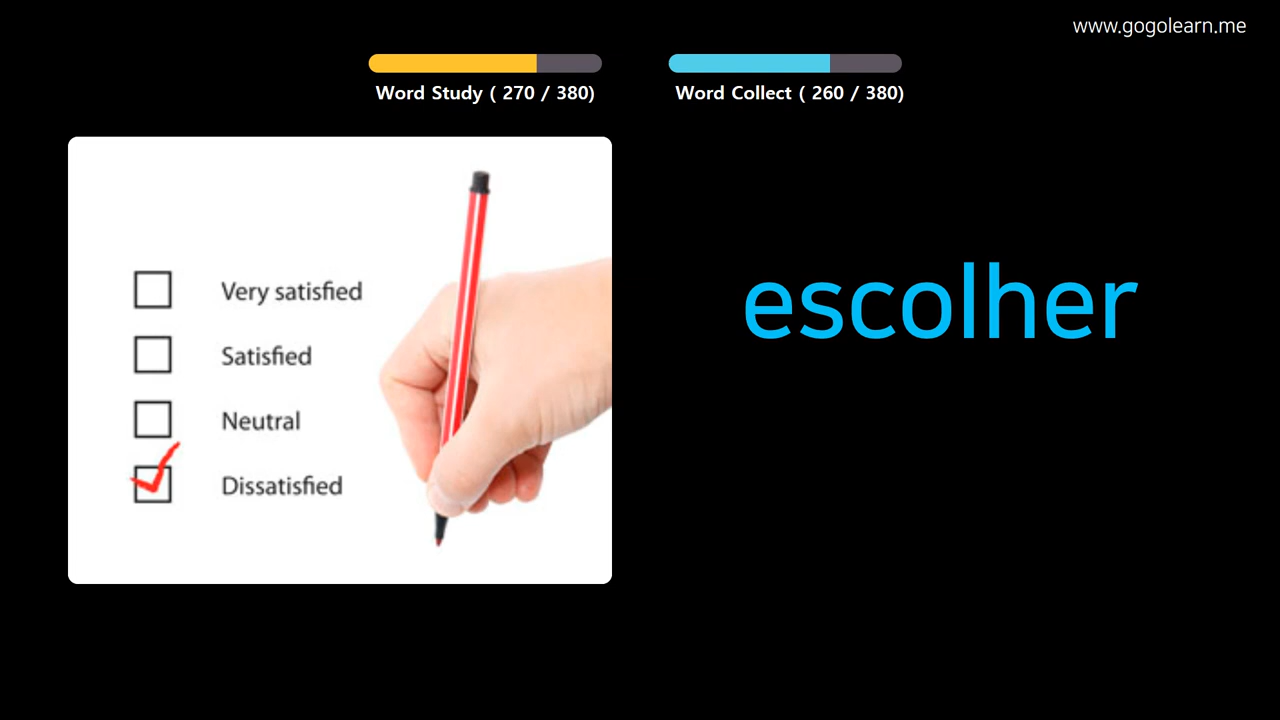 www.gogolearn.me
Word Study ( 270 / 380)
Word Collect ( 260 / 380)
Very satisfied
Satisfied
Neutral
Dissatisfied
escolher